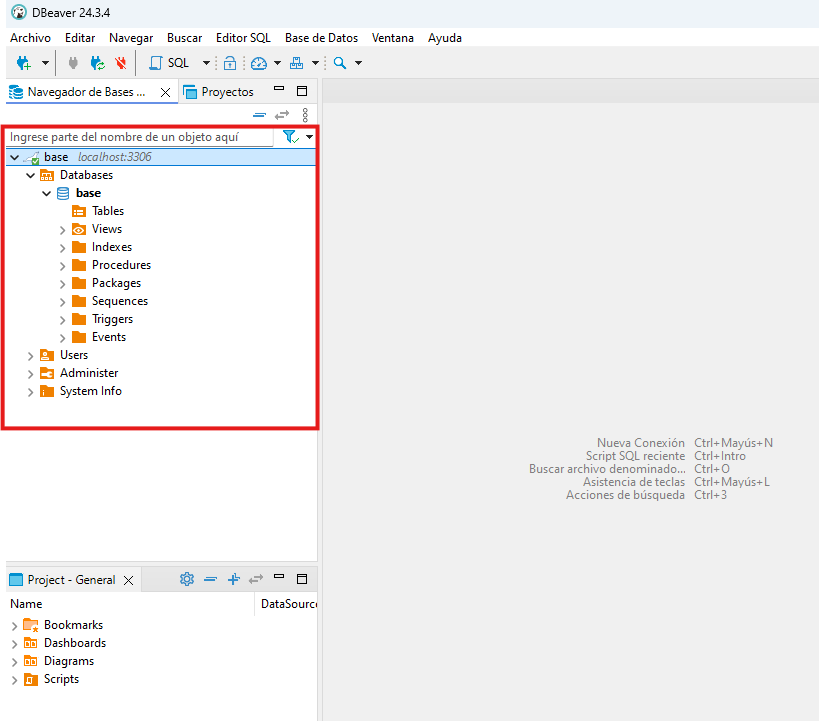 DBeaver 24.3.4
Archivo Editar Navegar Buscar Editor SQL Base de Datos Ventana Ayuda
SQL
Navegador de Bases ... Proyectos
Ingrese parte del nombre de un objeto aquí
base localhost:3306
Databases
base
Tables
Views
Indexes
Procedures
Packages
Sequences
Triggers
Events
Users
Administer
System Info
Nueva Conexión Ctrl+Mayús+N
Script SQL reciente Ctrl+Intro
Buscar archivo denominado... Ctrl+O
Asistencia de teclas Ctrl+Mayús+L
Acciones de búsqueda Ctrl+3
Project - General
Name DataSource
Bookmarks
Dashboards
Diagrams
Scripts